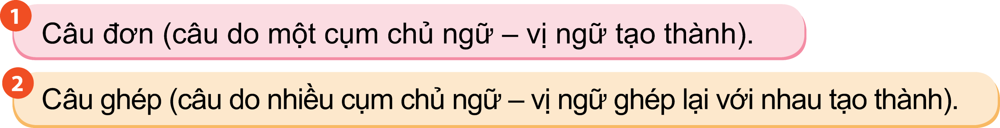 1 Câu đơn (câu do một cụm chủ ngữ – vị ngữ tạo thành).
2 Câu ghép (câu do nhiều cụm chủ ngữ – vị ngữ ghép lại với nhau tạo thành).